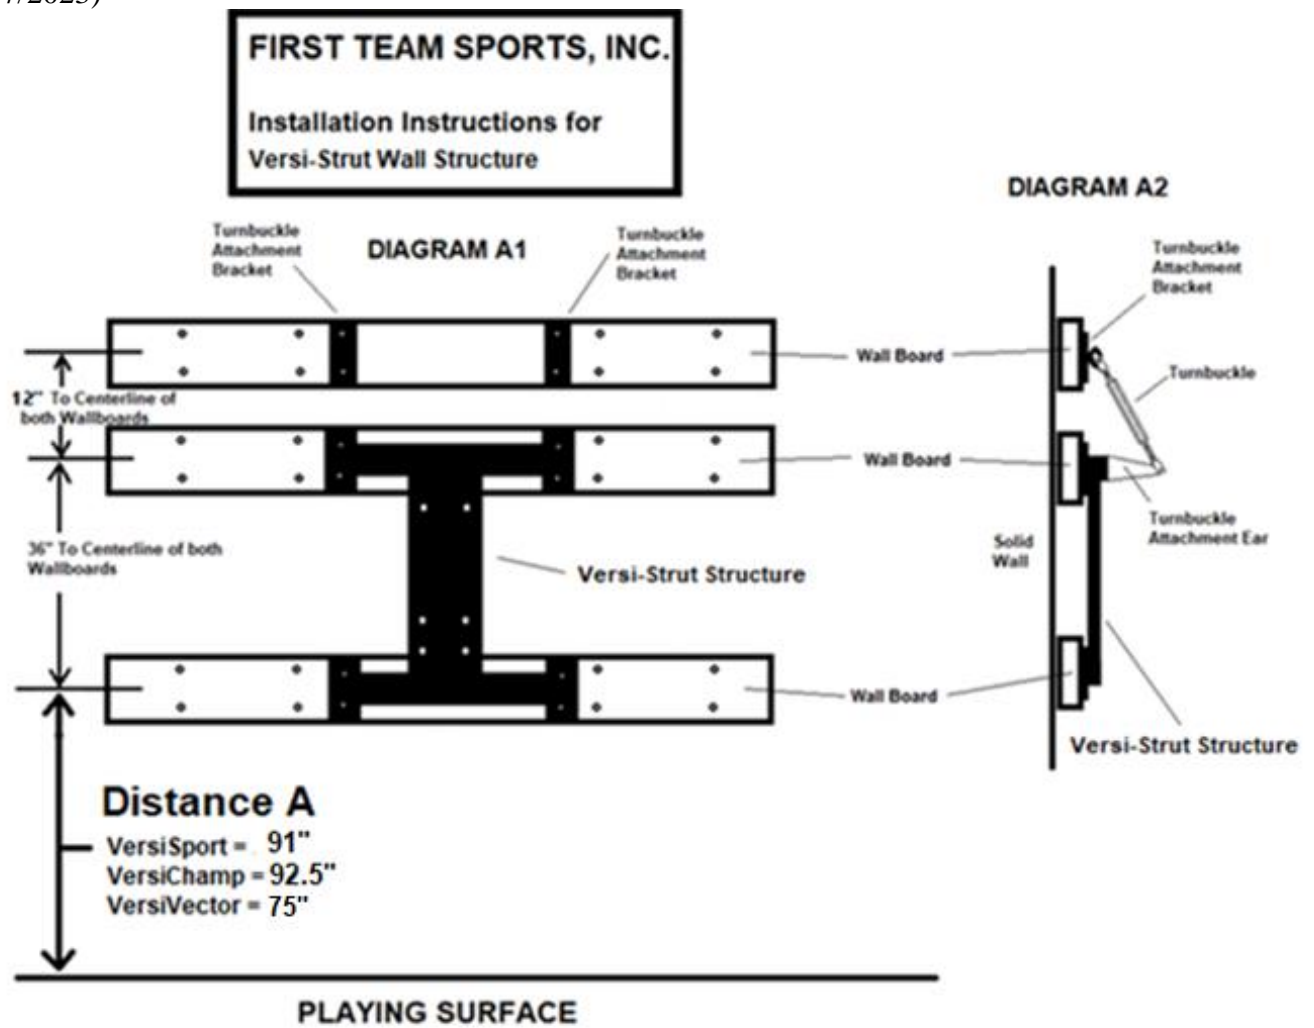 FIRST TEAM SPORTS, INC.
Installation Instructions for
Versi-Strut Wall Structure
DIAGRAM A2
Turnbuckle
Attachment
Bracket
DIAGRAM A1
Turnbuckle
Attachment
Bracket
Turnbuckle
Attachment
Bracket
Wall Board
Turnbuckle
12" To Centerline of
both Wallboards
Wall Board
Turnbuckle
Attachment Ear
36" To Centerline of both
Wallboards
Solid
Wall
Versi-Strut Structure
Wall Board
Versi-Strut Structure
Distance A
VersiSport = 91"
VersiChamp = 92.5"
VersiVector = 75"
PLAYING SURFACE